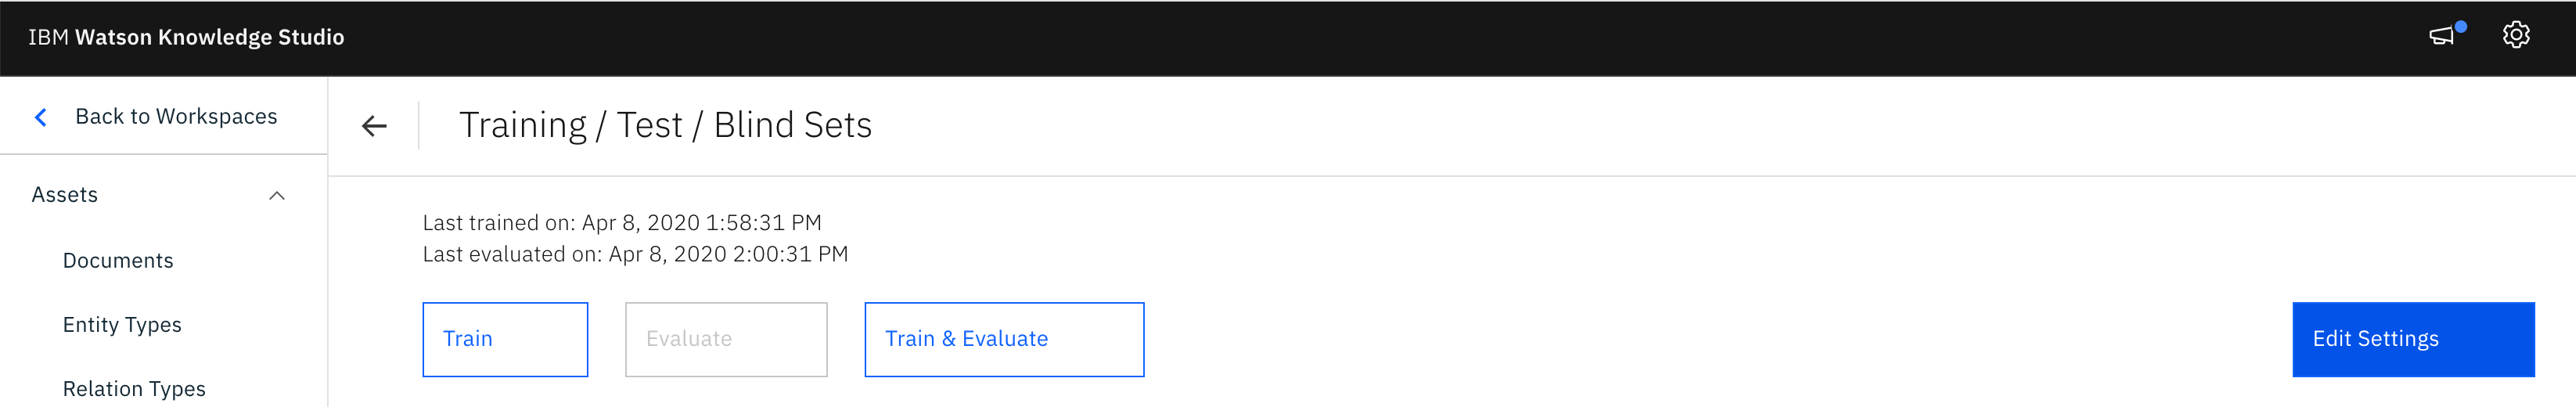 IBM Watson Knowledge Studio
Back to Workspaces
Training / Test / Blind Sets
Assets
Documents
Entity Types
Relation Types
Last trained on: Apr 8, 2020 1:58:31 PM
Last evaluated on: Apr 8, 2020 2:00:31 PM
Train
Evaluate
Train & Evaluate
Edit Settings